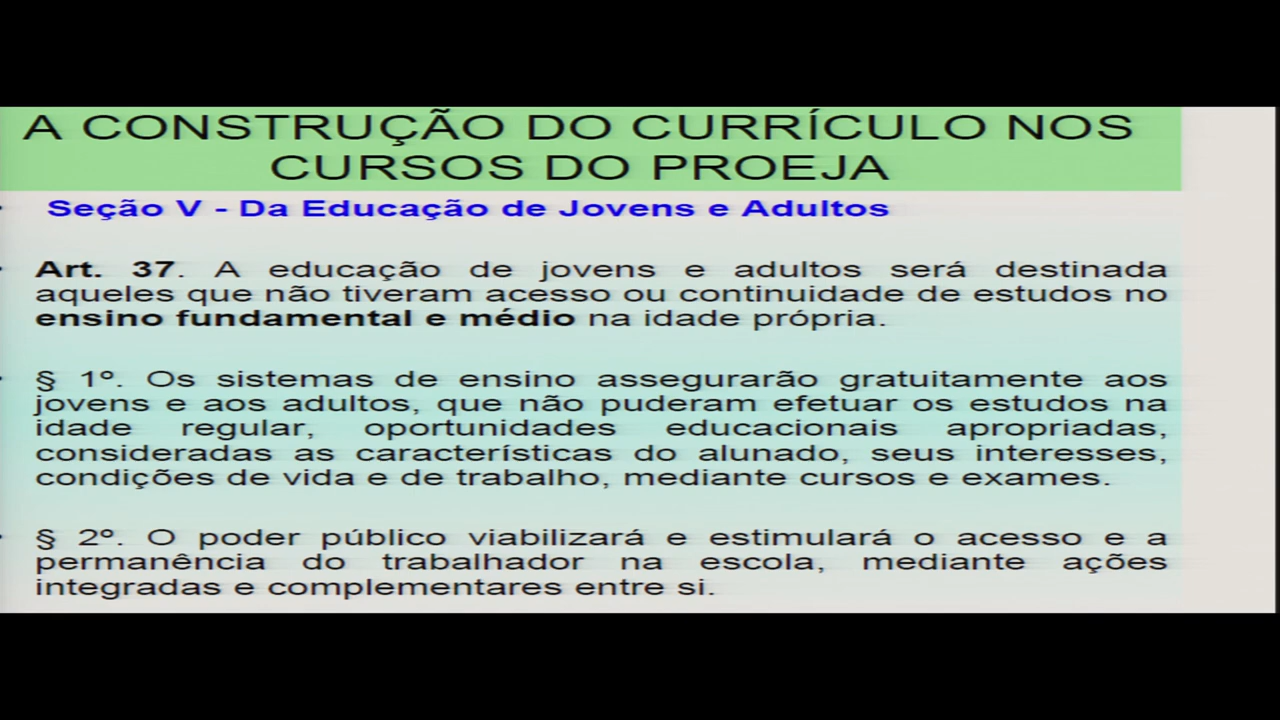 A CONSTRUÇÃO DO CURRÍCULO NOS
CURSOS DO PROEJA
Seção V - Da Educação de Jovens e Adultos
Art. 37. A educação de jovens e adultos será destinada
aqueles que não tiveram acesso ou continuidade de estudos no
ensino fundamental e médio na idade própria.
§ 1º. Os sistemas de ensino assegurarão gratuitamente aos
jovens e aos adultos, que não puderam efetuar os estudos na
idade regular, oportunidades educacionais apropriadas,
consideradas as características do alunado, seus interesses,
condições de vida e de trabalho, mediante cursos e exames.
§ 2º. O poder público viabilizará e estimulará o acesso e a
permanência do trabalhador na escola, mediante ações
integradas e complementares entre si.